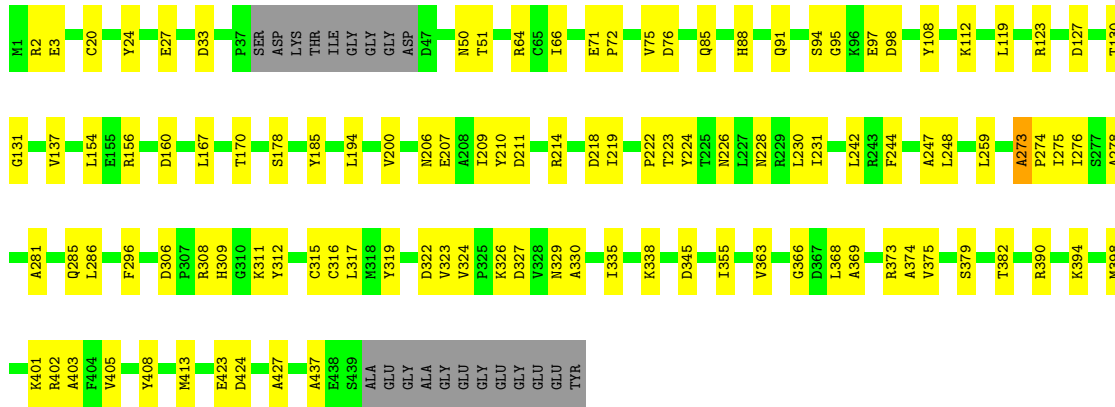 M1 R2 E3 C20 Y24 E27 D33 P37 SER ASP LYS THR ILE GLY GLY GLY ASP D47 N50 T51 R64 C65 I66 E71 P72 V75 D76 Q85 H88 Q91 S94 G95 K96 E97 D98 Y108 K112 L119 R123 D127 T130
G131 V137 L154 E155 R156 D160 L167 T170 S178 Y185 L194 V200 N206 E207 A208 I209 Y210 D211 R214 D218 I219 P222 T223 Y224 T225 N226 L227 N228 R229 L230 I231 L242 R243 F244 A247 L248 L259 A273 P274 I275 I276 S277
A281 Q285 L286 F296 D306 P307 R308 H309 G310 K311 Y312 C315 C316 L317 M318 Y319 D322 V323 V324 P325 K326 D327 V328 N329 A330 I335 K338 D345 I355 V363 G366 D367 L368 A369 R373 A374 V375 S379 T382 R390 K394 M398
K401 R402 A403 F404 V405 Y408 M413 E423 D424 A427 A437 E438 S439 ALA GLU GLY ALA GLY GLU GLY GLU GLY GLU GLU TYR